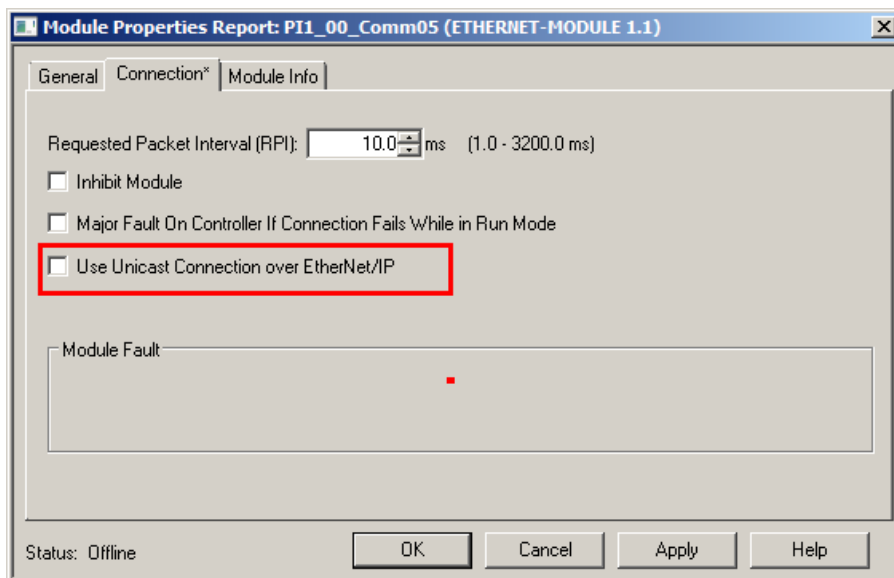 Module Properties Report: PI1_00_Comm05 (ETHERNET-MODULE 1.1)
General Connection* Module Info
Requested Packet Interval (RPI): 10.0 ms (1.0 - 3200.0 ms)
Inhibit Module
Major Fault On Controller If Connection Fails While in Run Mode
Use Unicast Connection over EtherNet/IP
Module Fault
Status: Offline OK Cancel Apply Help